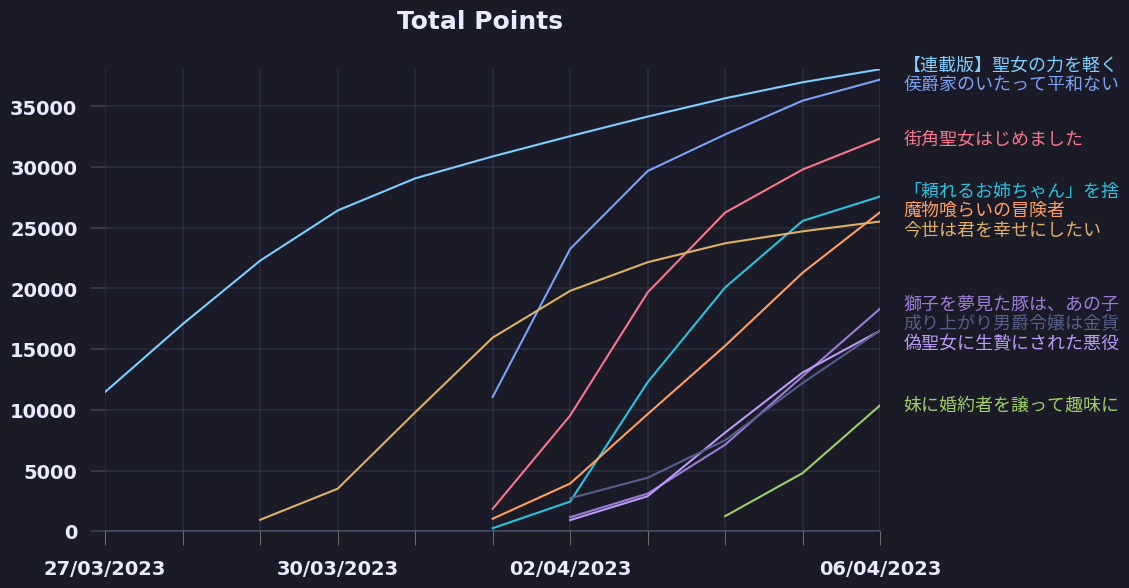 Total Points
【連載版】聖女の力を軽く
侯爵家のいたって平和ない
35000
街角聖女はじめました
30000
「頼れるお姉ちゃん」を捨
魔物喰らいの冒険者
25000
今世は君を幸せにしたい
20000
獅子を夢見た豚は、あの子
成り上がり男爵令嬢は金貨
15000
偽聖女に生贄にされた悪役
10000
妹に婚約者を譲って趣味に
5000
0
27/03/2023 30/03/2023 02/04/2023 06/04/2023